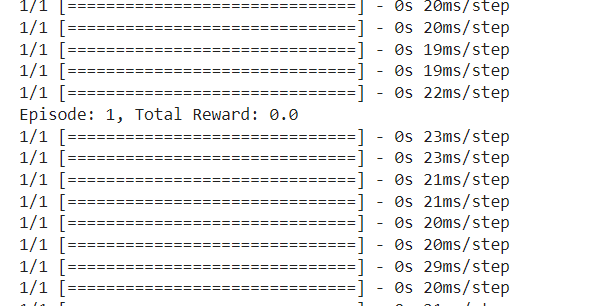 1/1 [==============================] - 0s 20ms/step
1/1 [==============================] - 0s 20ms/step
1/1 [==============================] - 0s 19ms/step
1/1 [==============================] - 0s 19ms/step
1/1 [==============================] - 0s 22ms/step
Episode: 1, Total Reward: 0.0
1/1 [==============================] - 0s 23ms/step
1/1 [==============================] - 0s 23ms/step
1/1 [==============================] - 0s 21ms/step
1/1 [==============================] - 0s 21ms/step
1/1 [==============================] - 0s 20ms/step
1/1 [==============================] - 0s 20ms/step
1/1 [==============================] - 0s 29ms/step
1/1 [==============================] - 0s 20ms/step